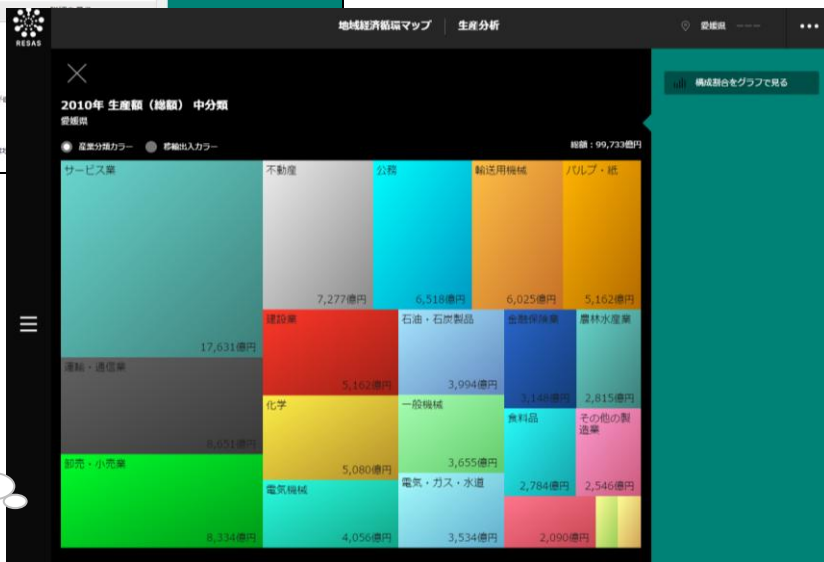 RESAS
地域経済循環マップ
生産分析
愛媛県 ---
構成割合をグラフで見る
2010年 生産額(総額) 中分類
愛媛県
産業分類カラー
移輸出入カラー
総額：99,733億円
サービス業
17,631億円
運輸・通信業
8,651億円
卸売・小売業
8,334億円
不動産
7,277億円
公務
6,518億円
輸送用機械
6,025億円
パルプ・紙
5,162億円
建設業
5,162億円
石油・石炭製品
3,994億円
金融保険業
3,148億円
農林水産業
2,815億円
化学
5,080億円
一般機械
3,655億円
食料品
2,784億円
その他の製
造業
2,546億円
電気機械
4,056億円
電気・ガス・水道
3,534億円
2,090億円